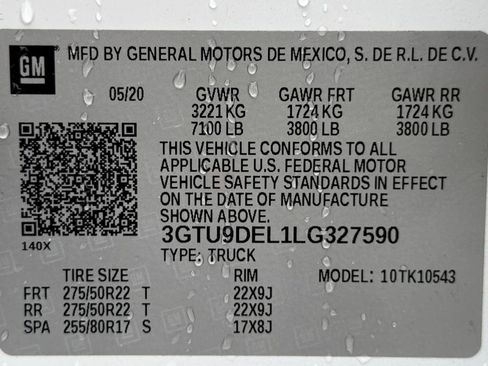 GM
MFD BY GENERAL MOTORS DE MEXICO, S. DE R.L. DE C.V.
05/20 GVWR GAWR FRT GAWR RR
3221 KG 1724 KG 1724 KG
7100 LB 3800 LB 3800 LB
THIS VEHICLE CONFORMS TO ALL
APPLICABLE U.S. FEDERAL MOTOR
VEHICLE SAFETY STANDARDS IN EFFECT
ON THE DATE OF MANUFACTURE
SHOWN ABOVE.
3GTU9DEL1LG327590
140X TYPE: TRUCK
TIRE SIZE RIM MODEL: 10TK10543
FRT 275/50R22 T 22X9J
RR 275/50R22 T 22X9J
SPA 255/80R17 S 17X8J